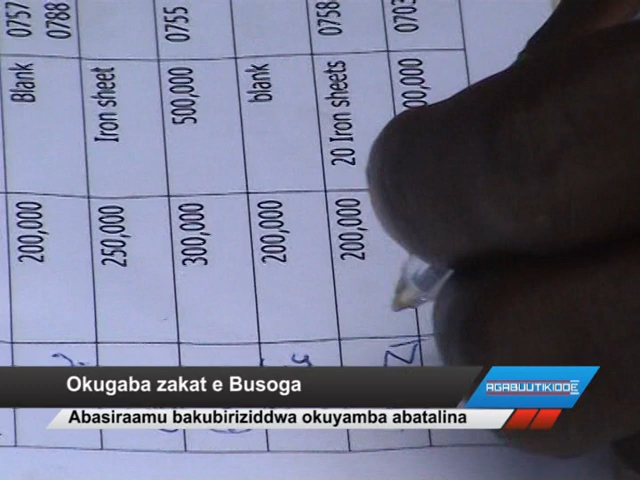 200,000 Blank 0757
0788
250,000 Iron sheet
300,000 500,000 0755
200,000 blank
200,000 20 Iron sheets 0758
00,000 0703
Okugaba zakat e Busoga
AGABUUTIKIDDE
Abasiraamu bakubiriziddwa okuyamba abatalina